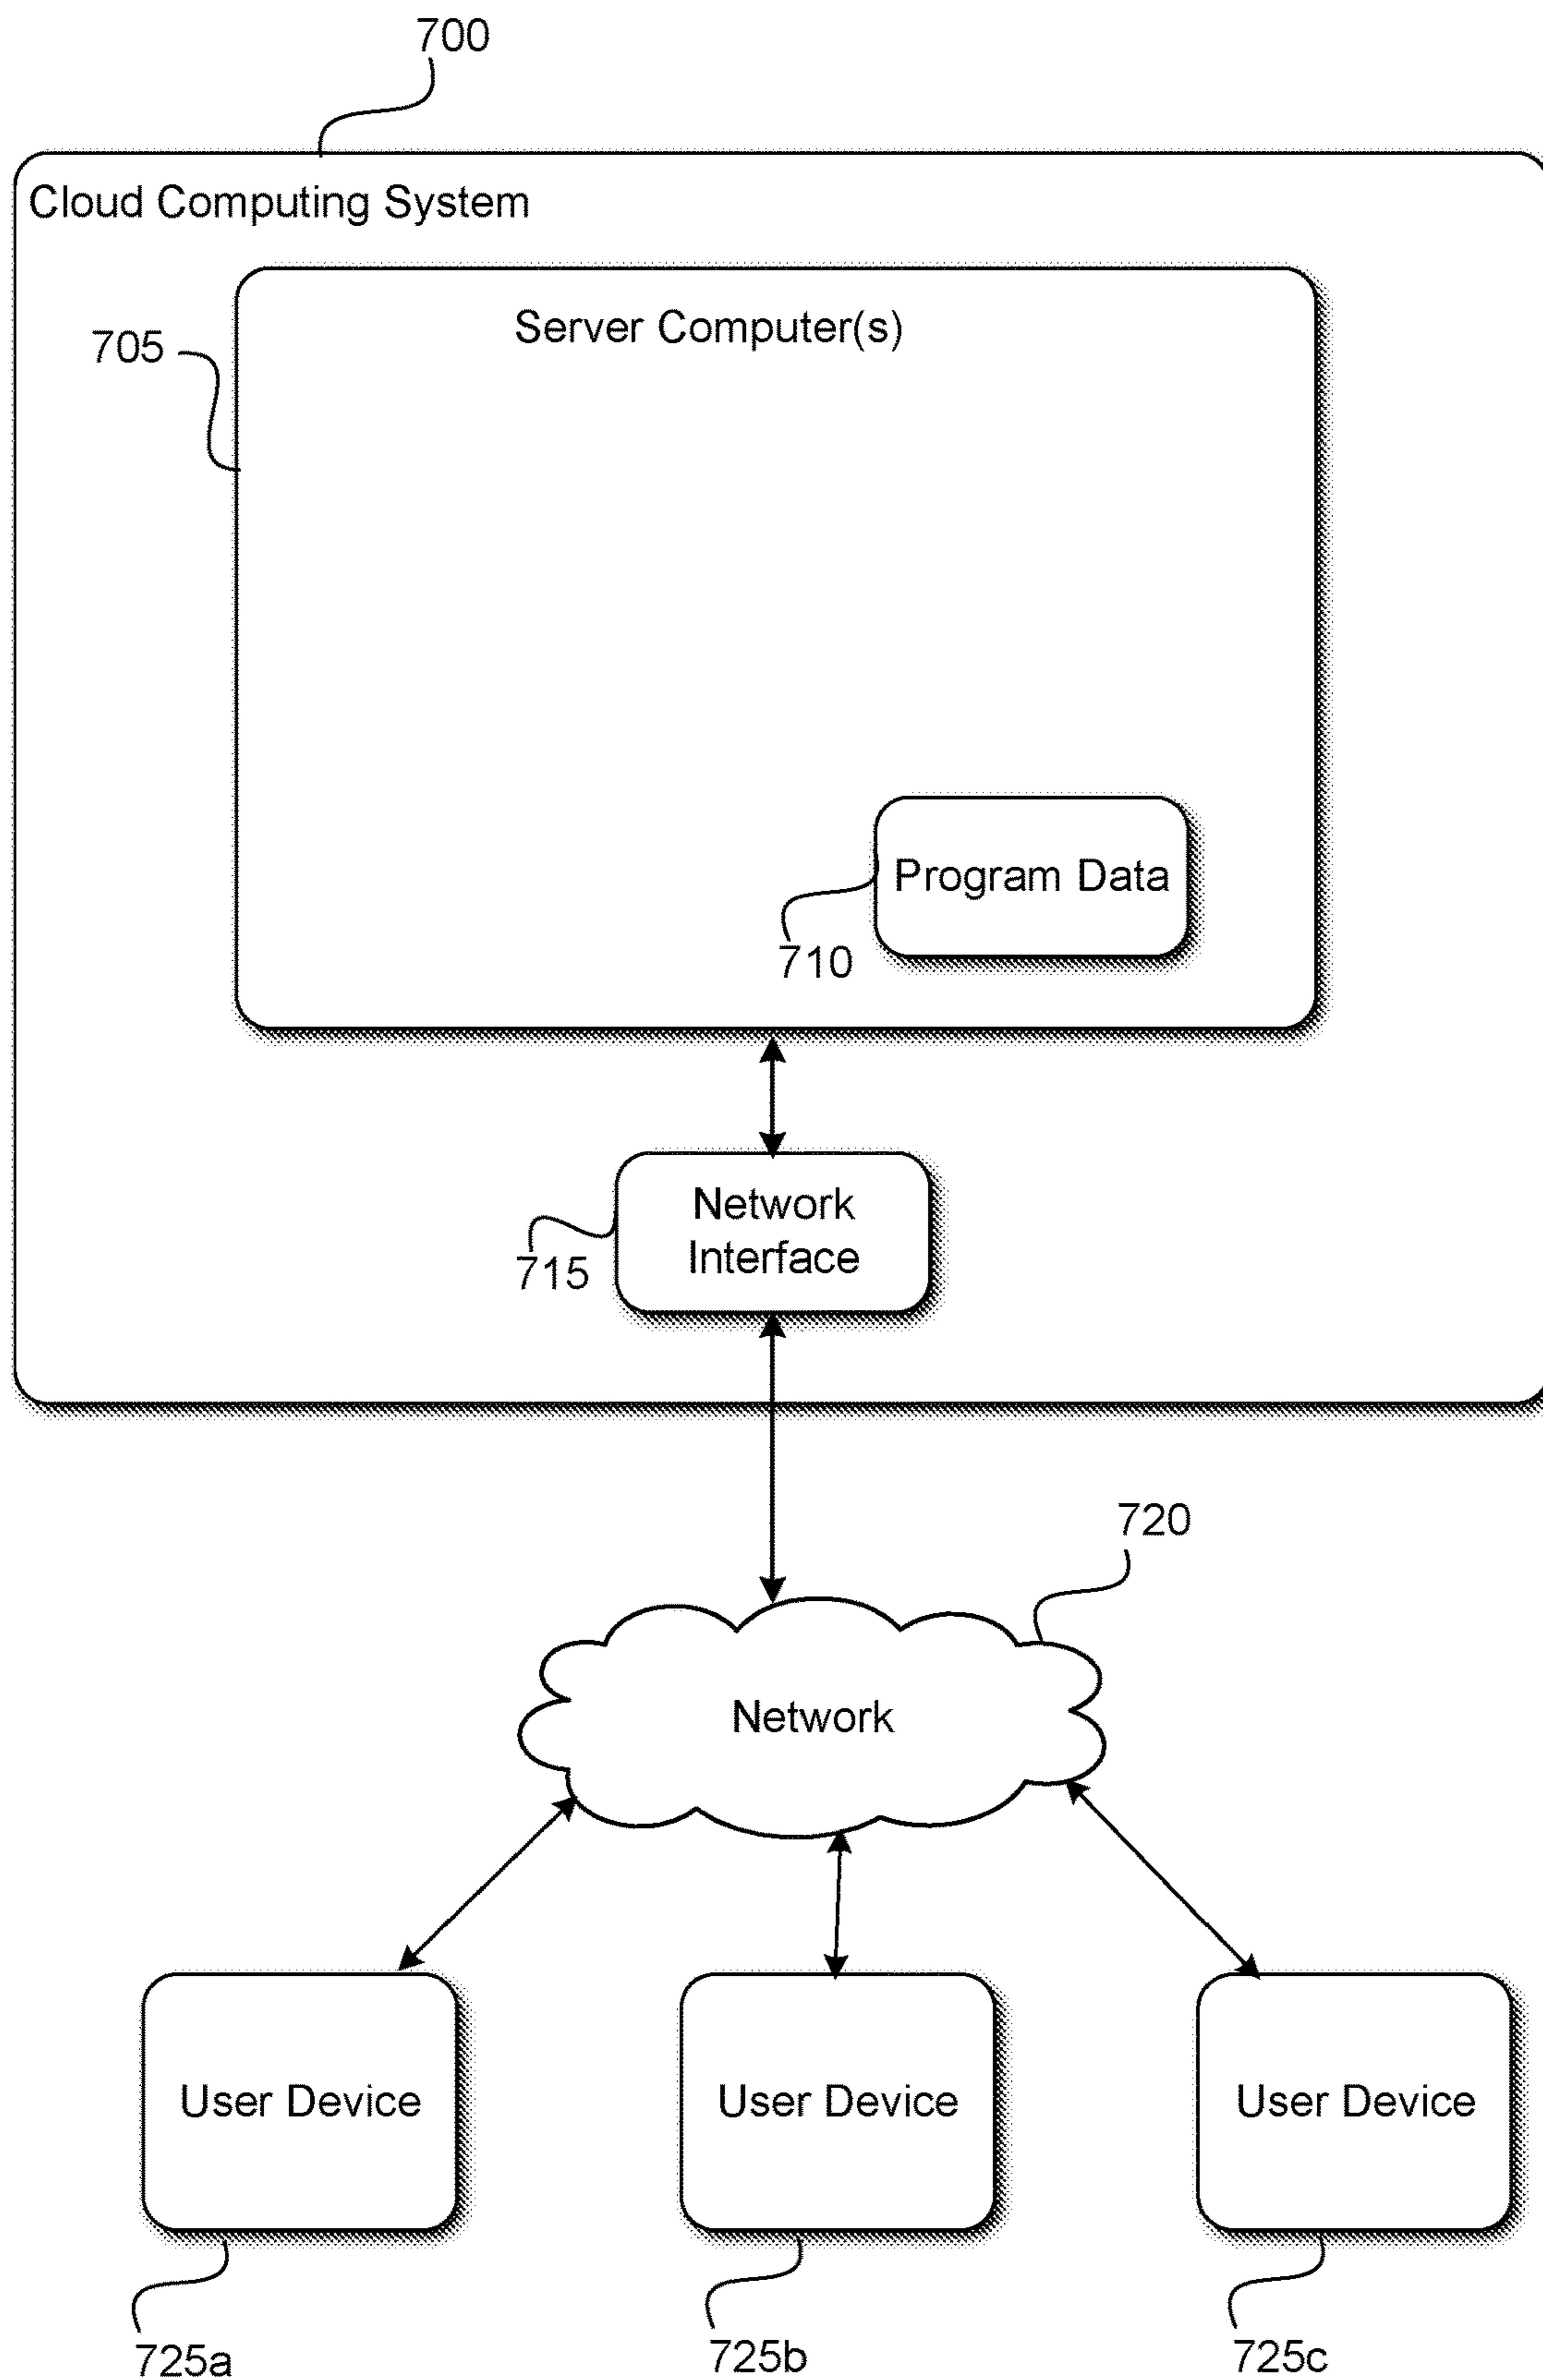 700
Cloud Computing System
Server Computer(s)
705
Program Data
710
Network
Interface
715
720
Network
User Device
User Device
User Device
725a
725b
725c